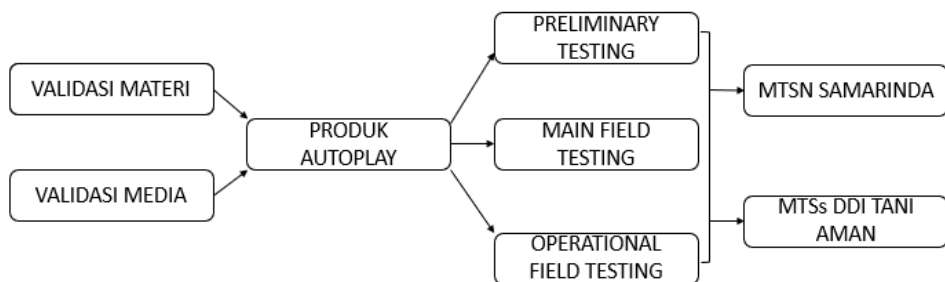 VALIDASI MATERI
VALIDASI MEDIA
PRODUK
AUTOPLAY
PRELIMINARY
TESTING
MAIN FIELD
TESTING
OPERATIONAL
FIELD TESTING
MTSN SAMARINDA
MTSs DDI TANI
AMAN